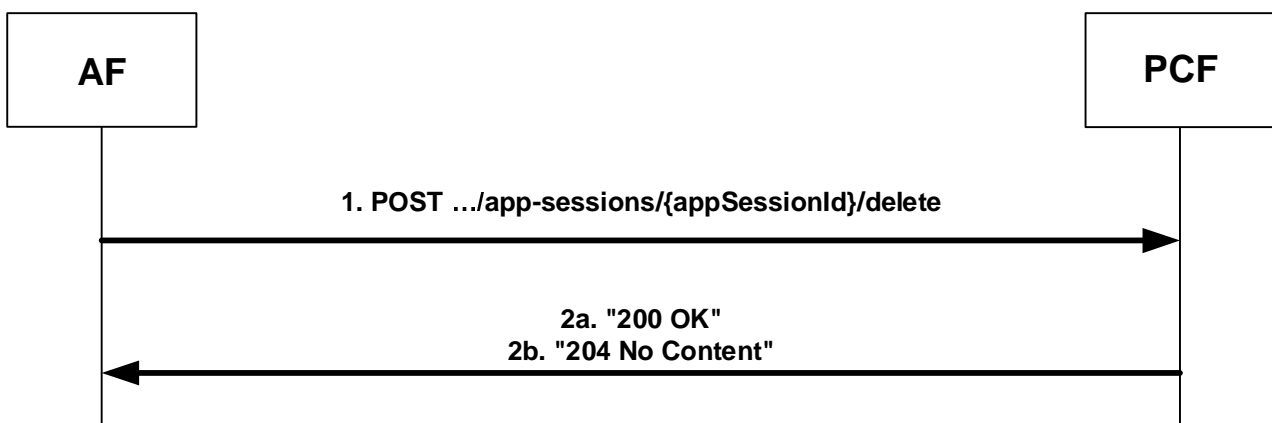 AF
PCF
1. POST …/app-sessions/{appSessionId}/delete
2a. "200 OK"
2b. "204 No Content"